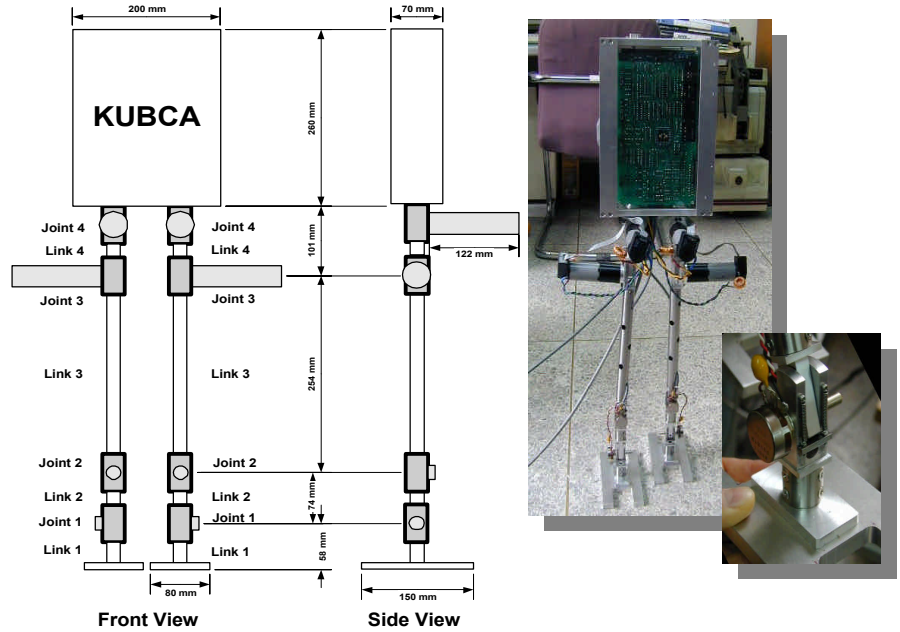 200 mm
70 mm
KUBCA
260 mm
Joint 4
Joint 4
Link 4
Link 4
101 mm
122 mm
Joint 3
Joint 3
Link 3
Link 3
254 mm
Joint 2
Joint 2
Link 2
Link 2
74 mm
Joint 1
Joint 1
Link 1
Link 1
58 mm
80 mm
150 mm
Front View
Side View